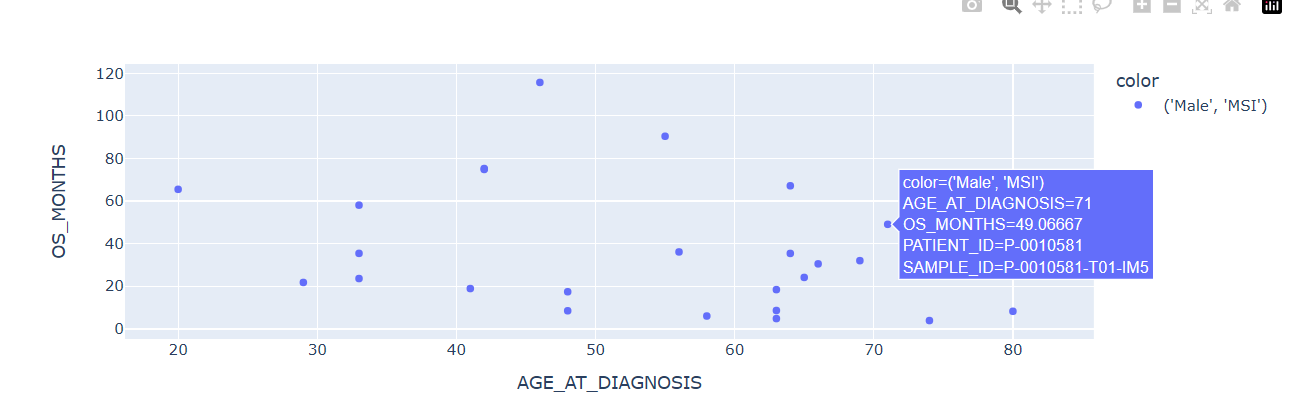 color
('Male', 'MSI')
120
100
80
60
40
20
0
OS_MONTHS
color=('Male', 'MSI')
AGE_AT_DIAGNOSIS=71
OS_MONTHS=49.06667
PATIENT_ID=P-0010581
SAMPLE_ID=P-0010581-T01-IM5
20 30 40 50 60 70 80
AGE_AT_DIAGNOSIS